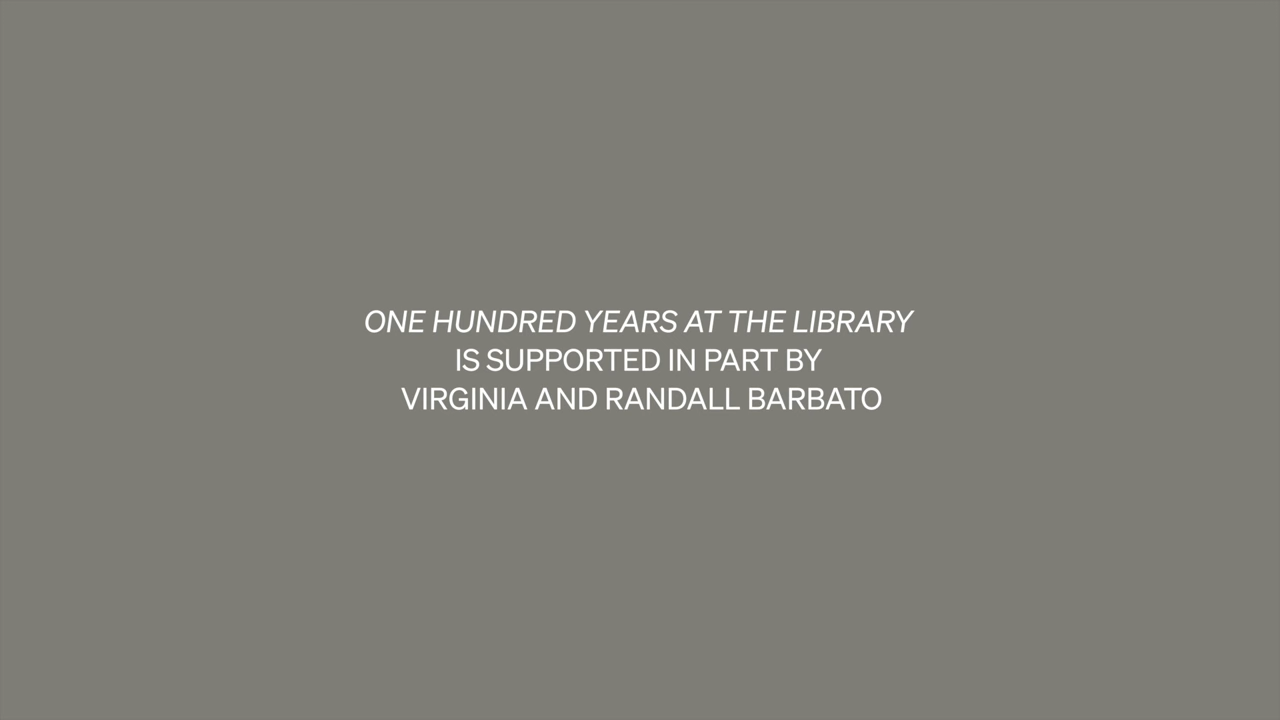 ONE HUNDRED YEARS AT THE LIBRARY
IS SUPPORTED IN PART BY
VIRGINIA AND RANDALL BARBATO